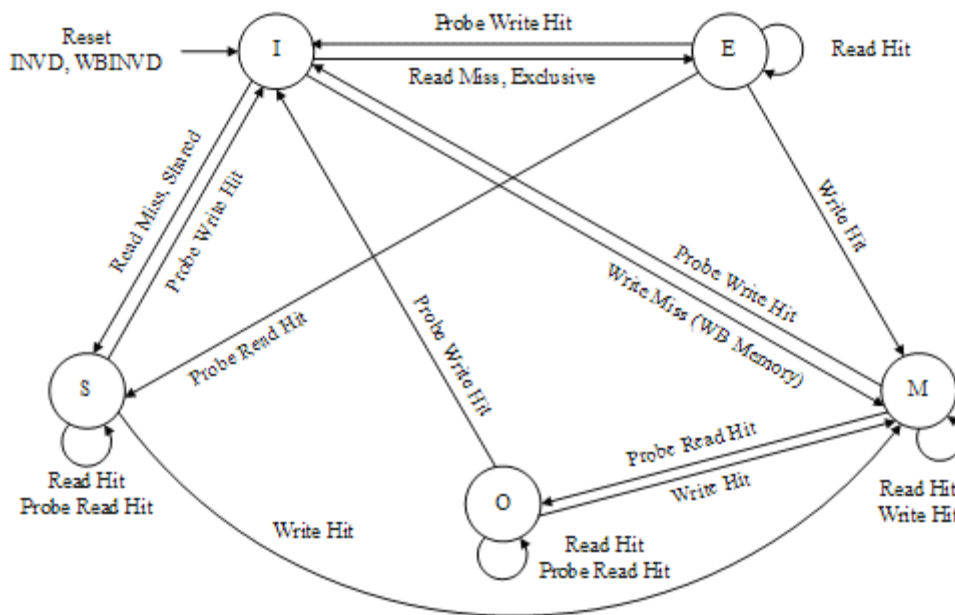 Probe Write Hit
Reset
INVD, WBINVD
I
E
Read Hit
Read Miss, Exclusive
Read Miss, Shared
Probe Write Hit
Write Hit
Probe Write Hit
Write Miss (WB Memory)
Probe Read Hit
Probe Write Hit
S
M
Probe Read Hit
Write Hit
Read Hit
Probe Read Hit
O
Read Hit
Write Hit
Write Hit
Read Hit
Probe Read Hit